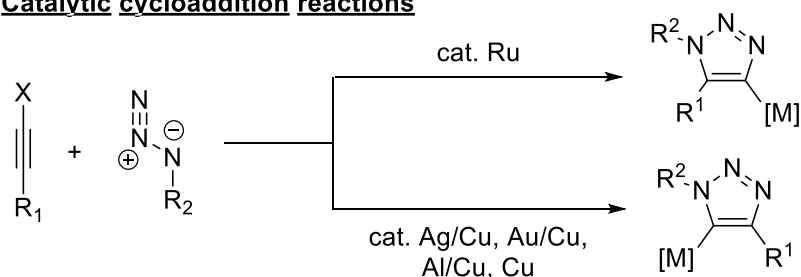 Catalytic cycloaddition reactions
cat. Ru
X
R1
+
N
N
N
R2
R2
N
N
N
R1
[M]
cat. Ag/Cu, Au/Cu,
Al/Cu, Cu
R2
N
N
N
[M]
R1